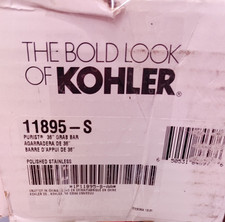 THE BOLD LOOK
OF KOHLER
11895-S
PURIST® 36" GRAB BAR
AGARRADERA DE 36"
BARRE D'APPUI DE 36"
POLISHED STAINLESS